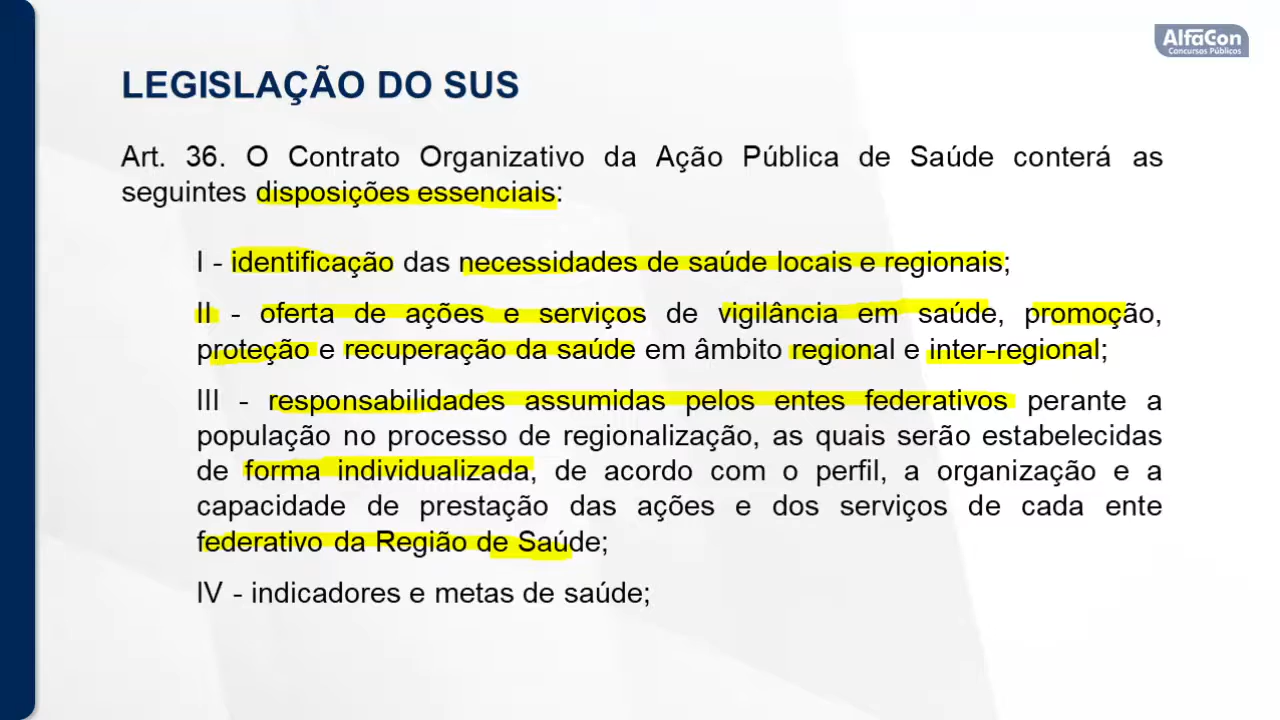 AlfaCon
Concursos Públicos
LEGISLAÇÃO DO SUS
Art. 36. O Contrato Organizativo da Ação Pública de Saúde conterá as
seguintes disposições essenciais:
I - identificação das necessidades de saúde locais e regionais;
II - oferta de ações e serviços de vigilância em saúde, promoção,
proteção e recuperação da saúde em âmbito regional e inter-regional;
III - responsabilidades assumidas pelos entes federativos perante a
população no processo de regionalização, as quais serão estabelecidas
de forma individualizada, de acordo com o perfil, a organização e a
capacidade de prestação das ações e dos serviços de cada ente
federativo da Região de Saúde;
IV - indicadores e metas de saúde;